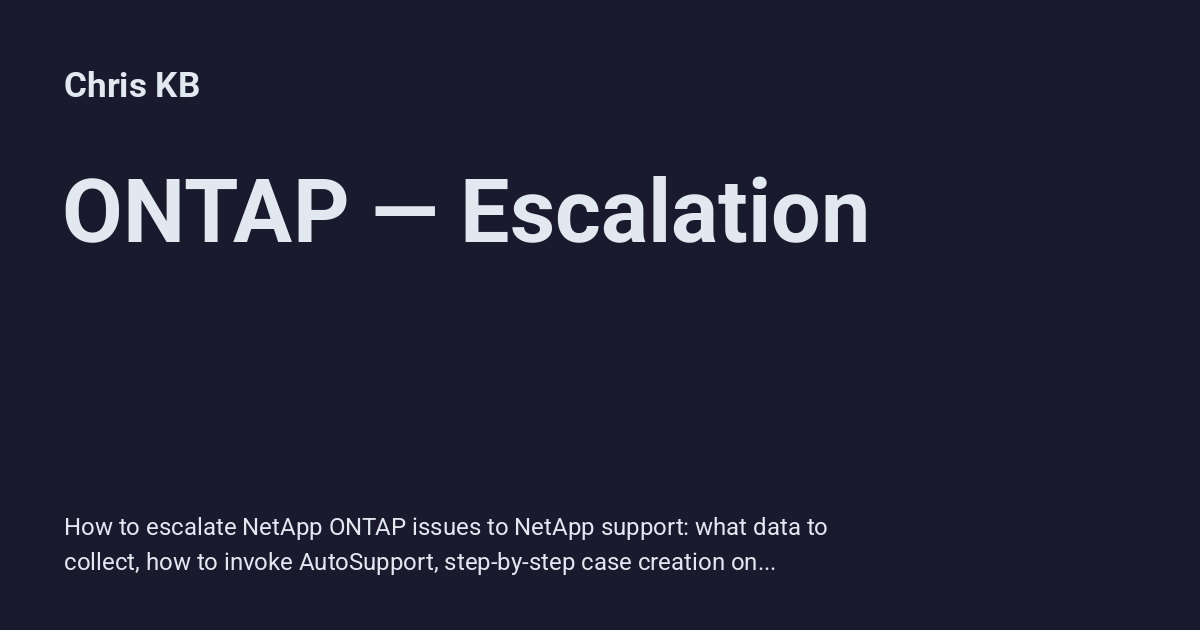 Chris KB
ONTAP — Escalation
How to escalate NetApp ONTAP issues to NetApp support: what data to
collect, how to invoke AutoSupport, step-by-step case creation on...